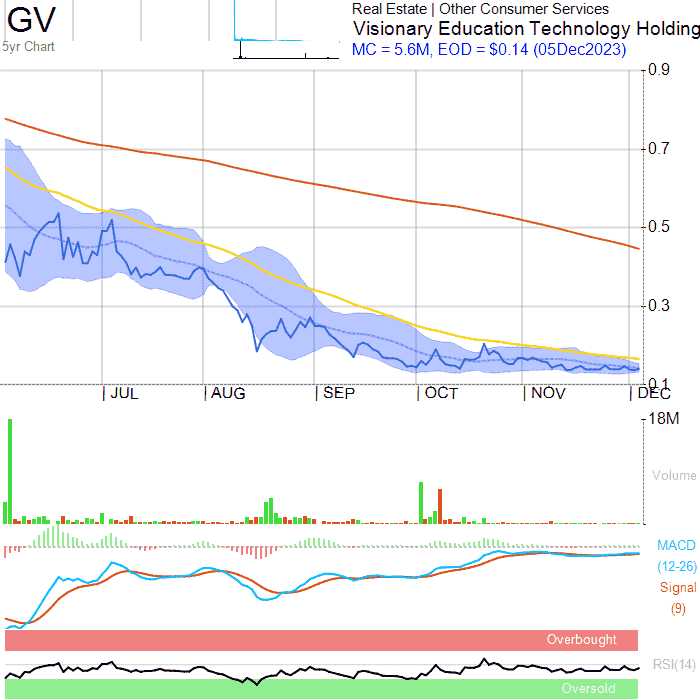 GV
5yr Chart
Real Estate | Other Consumer Services
Visionary Education Technology Holding
MC = 5.6M, EOD = $0.14 (05Dec2023)
0.9
0.7
0.5
0.3
0.1
| JUL | AUG | SEP | OCT | NOV | DEC
18M
Volume
MACD
(12-26)
Signal
(9)
Overbought
RSI(14)
Oversold